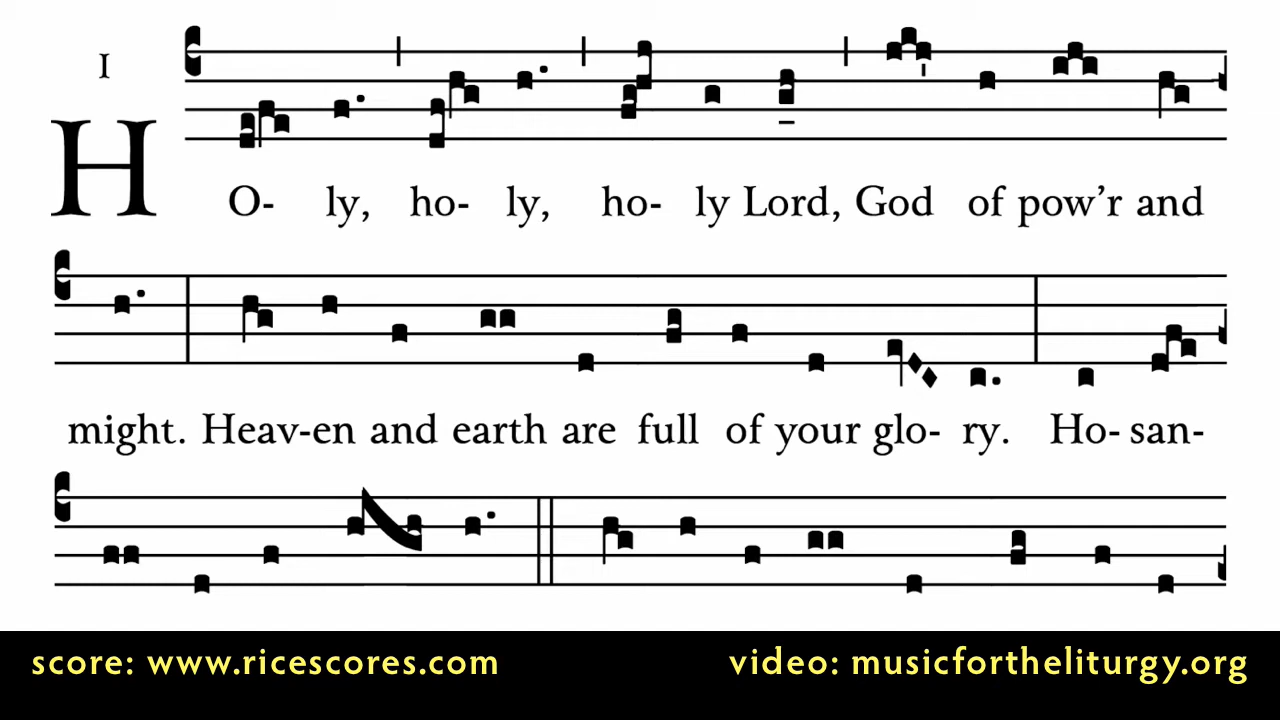 I
HO- ly, ho- ly, ho- ly Lord, God of pow’r and
might. Heav-en and earth are full of your glo- ry. Ho- san-
score: www.ricescores.com
video: musicfortheliturgy.org